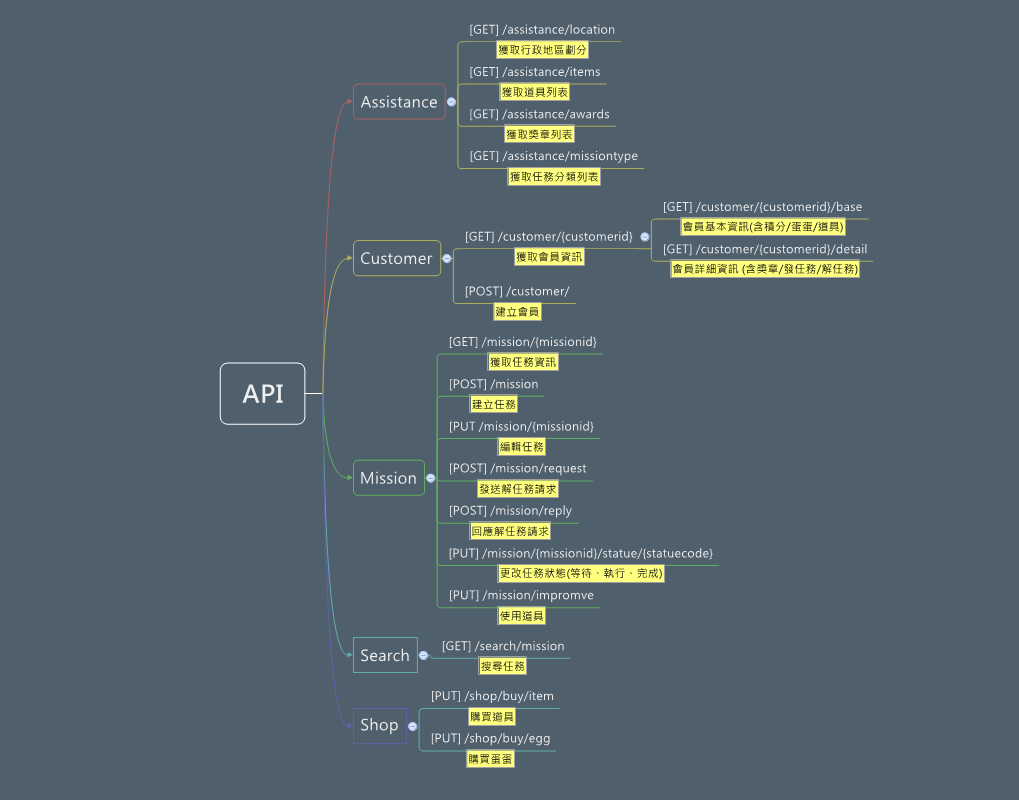 API
Assistance
[GET] /assistance/location
獲取行政地區劃分
[GET] /assistance/items
獲取道具列表
[GET] /assistance/awards
獲取獎章列表
[GET] /assistance/missiontype
獲取任務分類列表
Customer
[GET] /customer/{customerid}
獲取會員資訊
[GET] /customer/{customerid}/base
會員基本資訊(含積分/蛋蛋/道具)
[GET] /customer/{customerid}/detail
會員詳細資訊 (含獎章/發任務/解任務)
[POST] /customer/
建立會員
Mission
[GET] /mission/{missionid}
獲取任務資訊
[POST] /mission
建立任務
[PUT /mission/{missionid}
編輯任務
[POST] /mission/request
發送解任務請求
[POST] /mission/reply
回應解任務請求
[PUT] /mission/{missionid}/statue/{statuecode}
更改任務狀態(等待、執行、完成)
[PUT] /mission/impromve
使用道具
Search
[GET] /search/mission
搜尋任務
Shop
[PUT] /shop/buy/item
購買道具
[PUT] /shop/buy/egg
購買蛋蛋